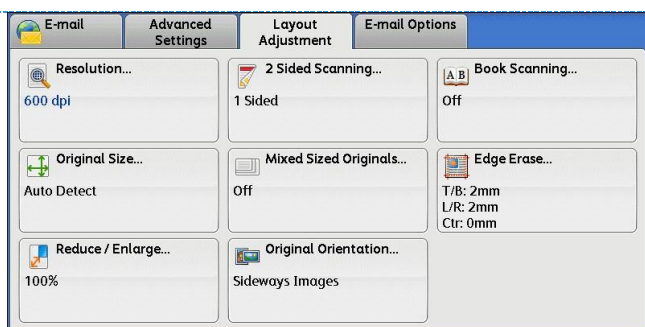 E-mail
Advanced
Settings
Layout
Adjustment
E-mail Options
Resolution...
600 dpi
2 Sided Scanning...
1 Sided
A B
Book Scanning...
Off
Original Size...
Auto Detect
Mixed Sized Originals...
Off
Edge Erase...
T/B: 2mm
L/R: 2mm
Ctr: 0mm
Reduce / Enlarge...
100%
Original Orientation...
Sideways Images